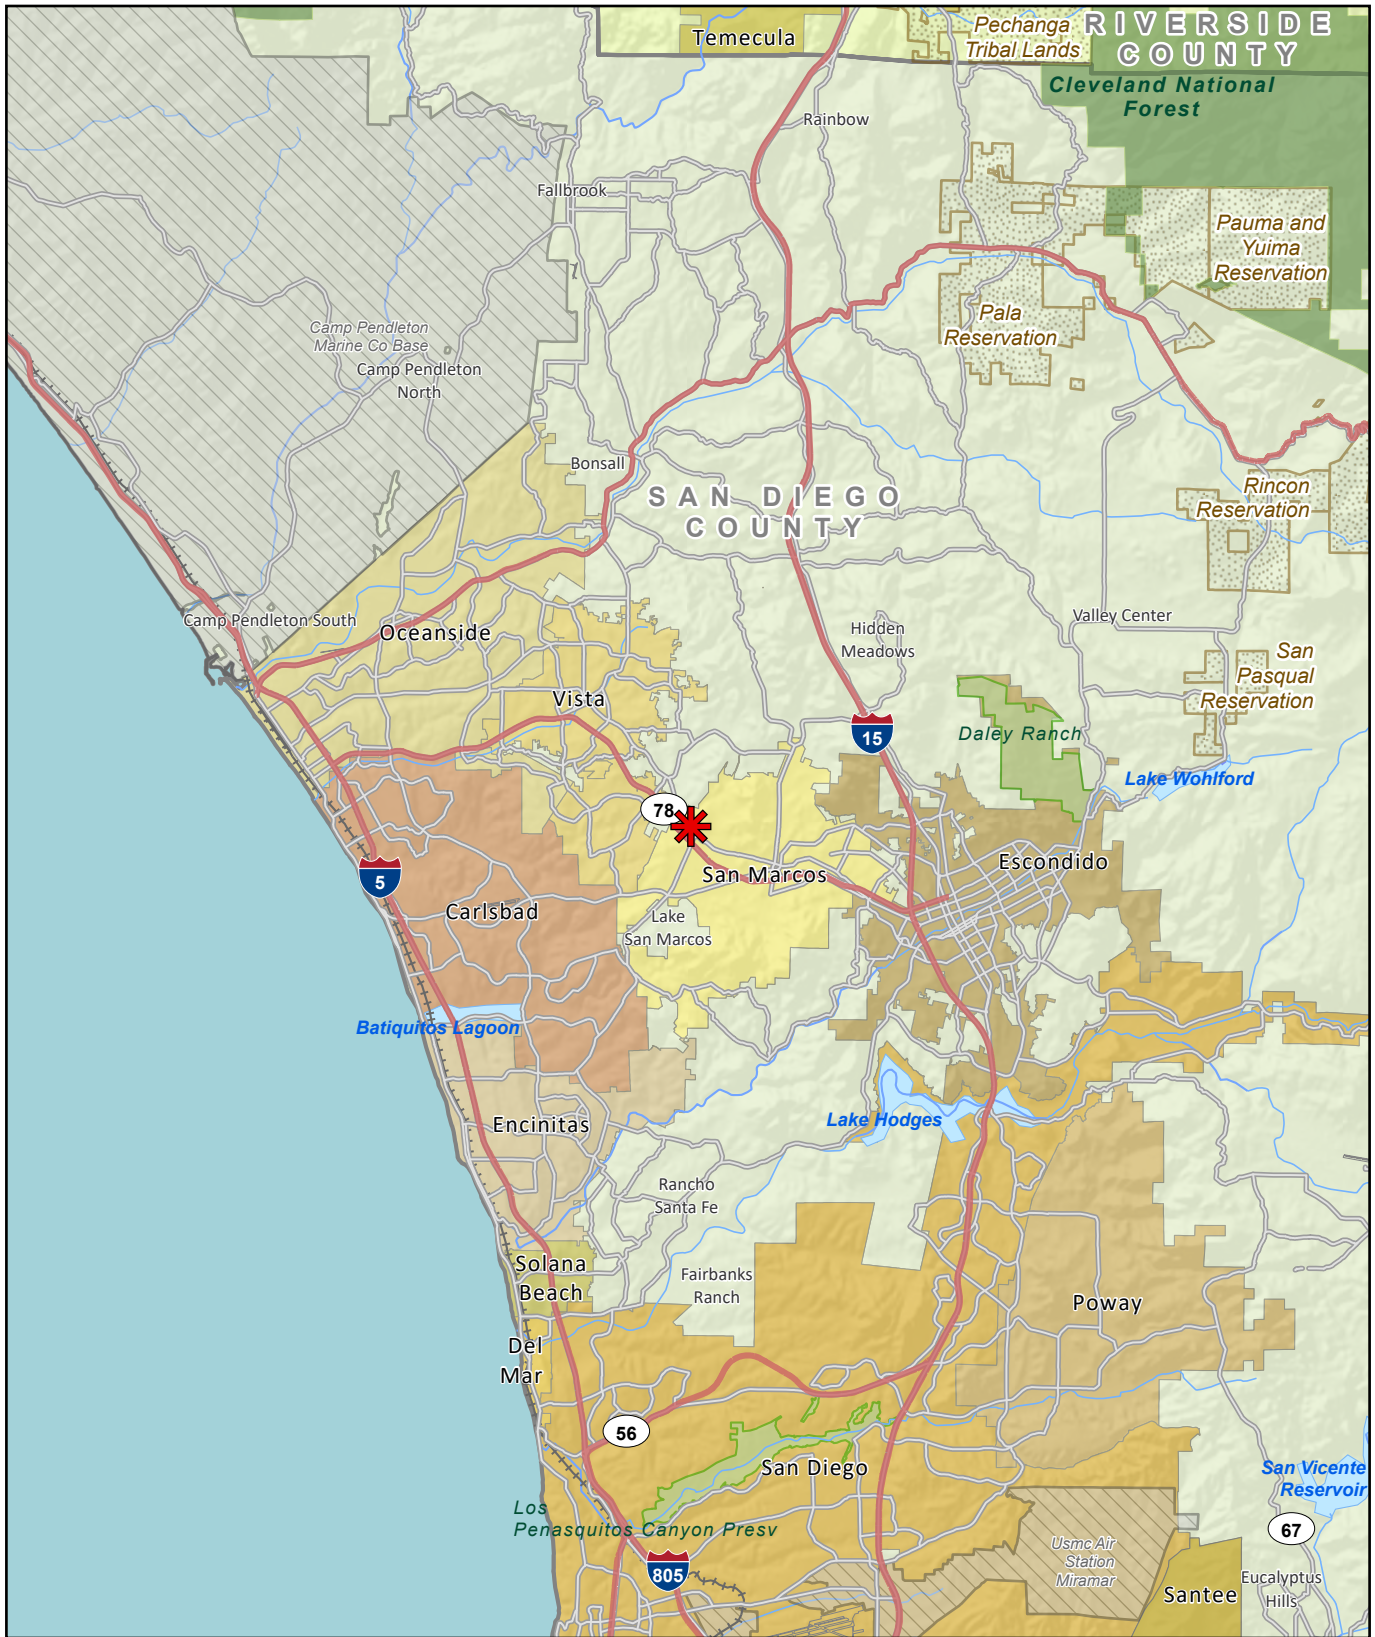 Temecula
Pechanga
Tribal Lands
RIVERSIDE
COUNTY
Cleveland National
Forest
Rainbow
Fallbrook
Pauma and
Yuima
Reservation
Pala
Reservation
Camp Pendleton
Marine Co Base
Camp Pendleton
North
Bonsall
SAN DIEGO
COUNTY
Rincon
Reservation
Camp Pendleton South
Oceanside
Hidden
Meadows
Valley Center
San
Pasqual
Reservation
Vista
15
Daley Ranch
Lake Wohlford
78
San Marcos
Escondido
5
Carlsbad
Lake
San Marcos
Batiquitos Lagoon
Encinitas
Lake Hodges
Rancho
Santa Fe
Solana
Beach
Fairbanks
Ranch
Poway
Del
Mar
56
San Diego
San Vicente
Reservoir
Los
Penasquitos Canyon Presv
67
Usmc Air
Station
Miramar
805
Santee
Eucalyptus
Hills